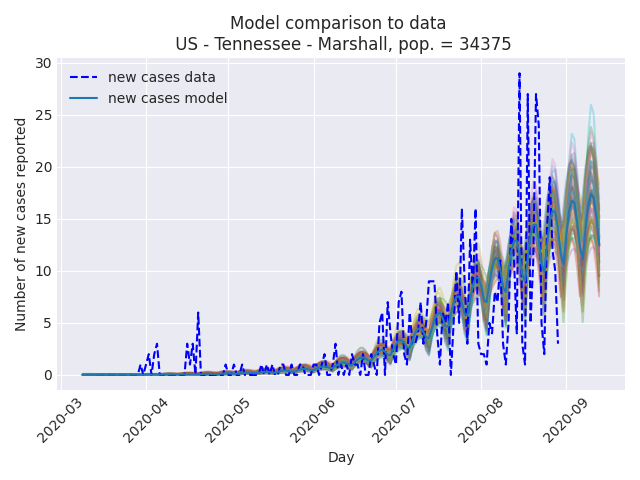 Model comparison to data
US - Tennessee - Marshall, pop. = 34375
new cases data
new cases model
Number of new cases reported
30
25
20
15
10
5
0
2020-03
2020-04
2020-05
2020-06
2020-07
2020-08
2020-09
Day